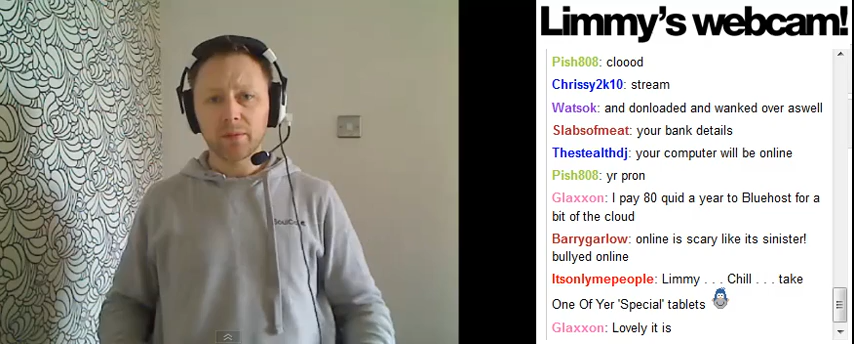 Limmy's webcam!
Pish808: cloood
Chrissy2k10: stream
Watsok: and donloaded and wanked over aswell
Slabsofmeat: your bank details
Thestealthdj: your computer will be online
Pish808: yr pron
Glaxxon: I pay 80 quid a year to Bluehost for a
bit of the cloud
Barrygarlow: online is scary like its sinister!
bullyed online
Itsonlymepeople: Limmy . . . Chill . . . take
One Of Yer 'Special' tablets
Glaxxon: Lovely it is